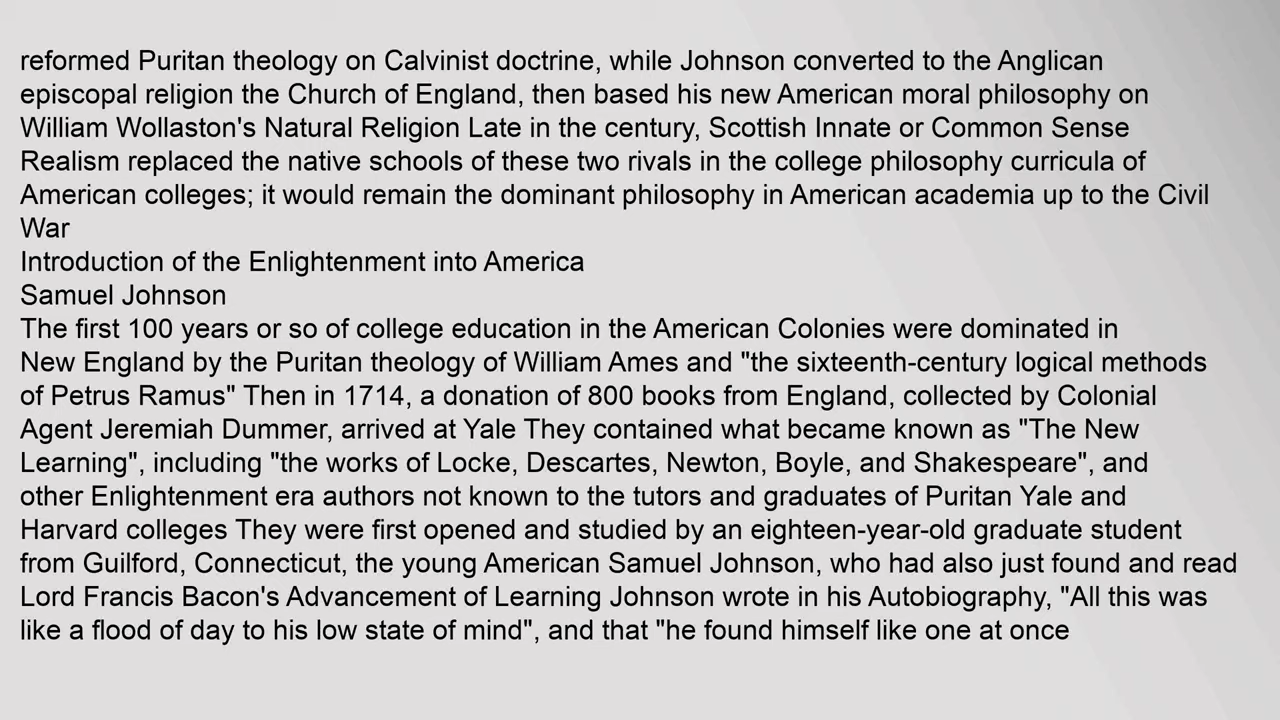 reformed Puritan theology on Calvinist doctrine, while Johnson converted to the Anglican
episcopal religion the Church of England, then based his new American moral philosophy on
William Wollaston's Natural Religion Late in the century, Scottish Innate or Common Sense
Realism replaced the native schools of these two rivals in the college philosophy curricula of
American colleges; it would remain the dominant philosophy in American academia up to the Civil
War
Introduction of the Enlightenment into America
Samuel Johnson
The first 100 years or so of college education in the American Colonies were dominated in
New England by the Puritan theology of William Ames and "the sixteenth-century logical methods
of Petrus Ramus" Then in 1714, a donation of 800 books from England, collected by Colonial
Agent Jeremiah Dummer, arrived at Yale They contained what became known as "The New
Learning", including "the works of Locke, Descartes, Newton, Boyle, and Shakespeare", and
other Enlightenment era authors not known to the tutors and graduates of Puritan Yale and
Harvard colleges They were first opened and studied by an eighteen-year-old graduate student
from Guilford, Connecticut, the young American Samuel Johnson, who had also just found and read
Lord Francis Bacon's Advancement of Learning Johnson wrote in his Autobiography, "All this was
like a flood of day to his low state of mind", and that "he found himself like one at once